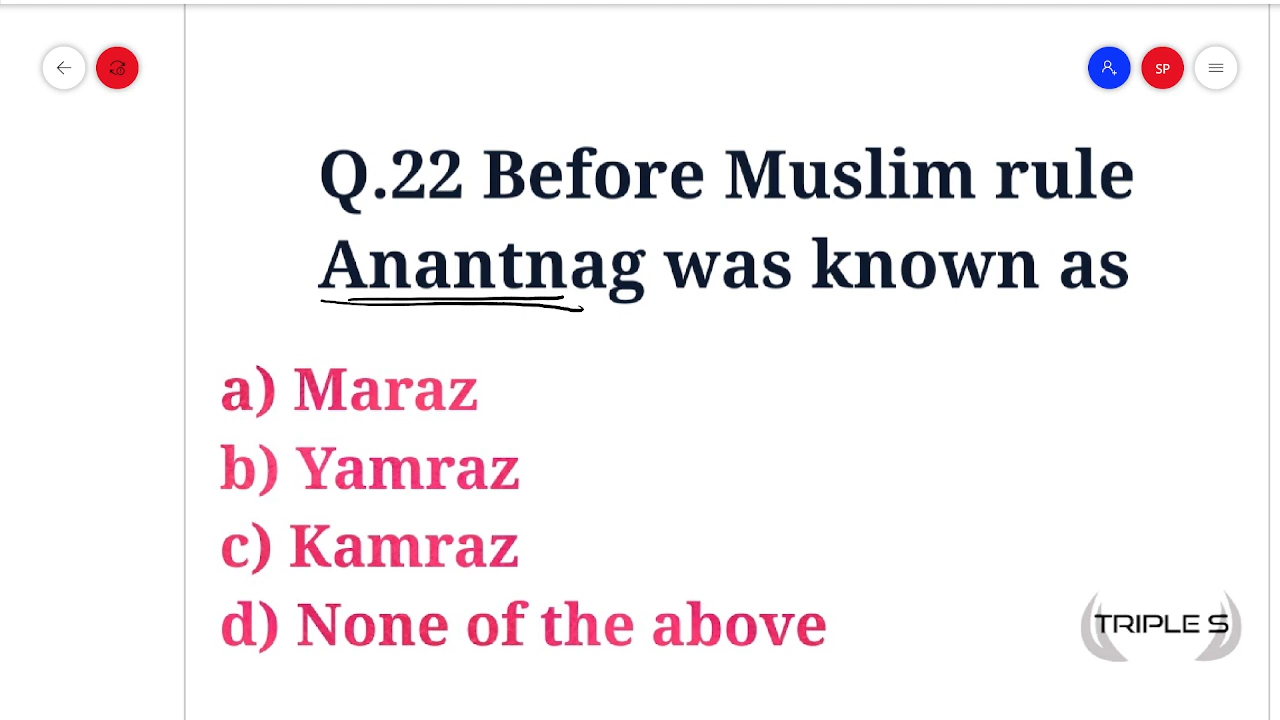 SP
Q.22 Before Muslim rule
Anantnag was known as
a) Maraz
b) Yamraz
c) Kamraz
d) None of the above
TRIPLE S